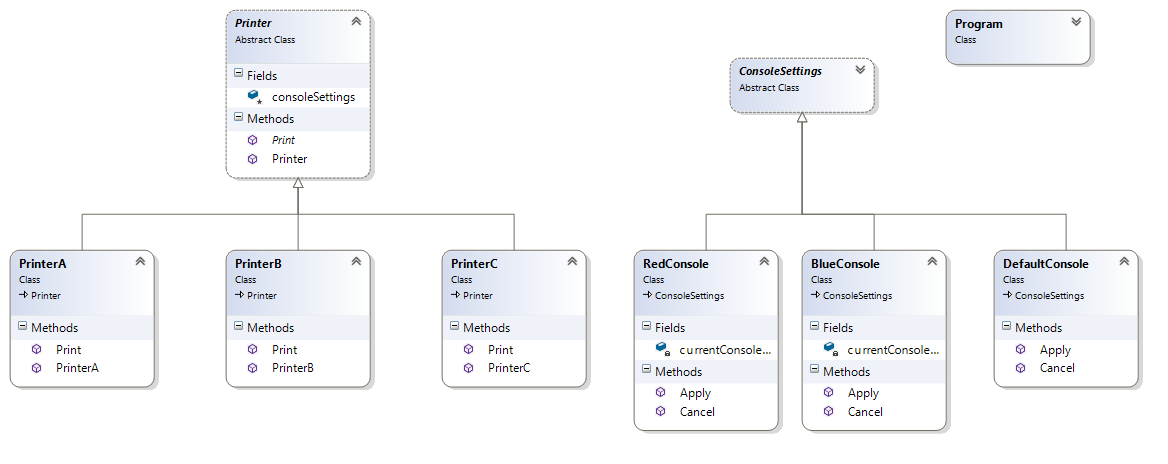 Printer
Abstract Class
Fields
consoleSettings
Methods
Print
Printer
ConsoleSettings
Abstract Class
Program
Class
PrinterA
Class
Printer
Methods
Print
PrinterA
PrinterB
Class
Printer
Methods
Print
PrinterB
PrinterC
Class
Printer
Methods
Print
PrinterC
RedConsole
Class
ConsoleSettings
Fields
currentConsole...
Methods
Apply
Cancel
BlueConsole
Class
ConsoleSettings
Fields
currentConsole...
Methods
Apply
Cancel
DefaultConsole
Class
ConsoleSettings
Methods
Apply
Cancel